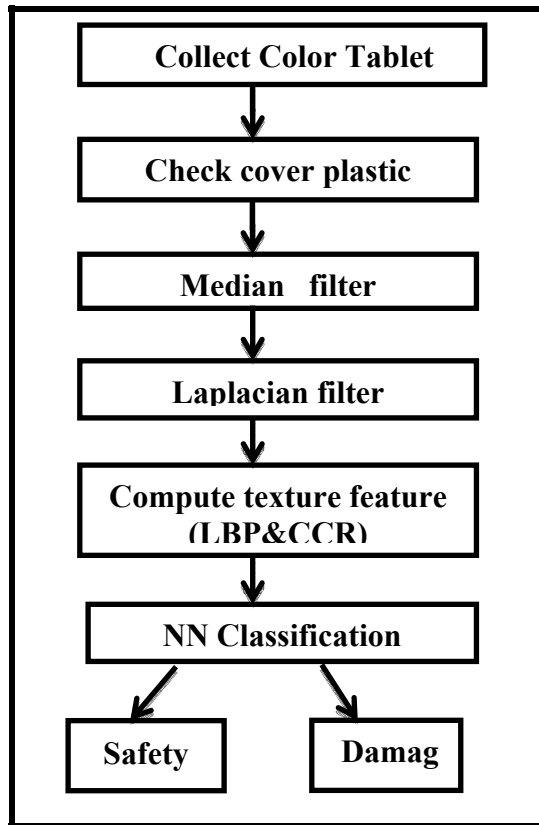 Collect Color Tablet
Check cover plastic
Median filter
Laplacian filter
Compute texture feature
(LBP&CCR)
NN Classification
Safety
Damag